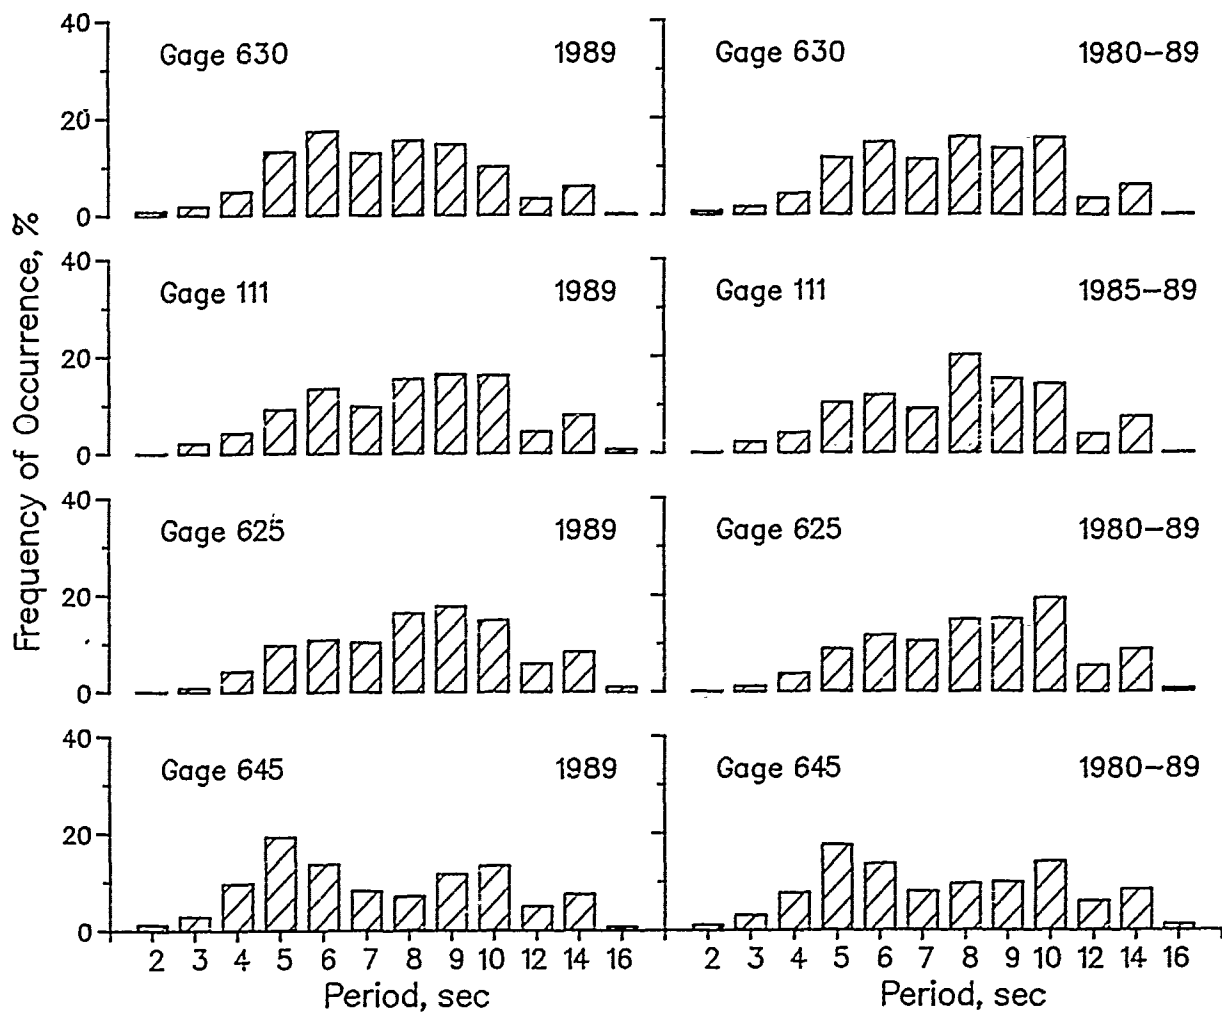 Frequency of Occurrence, %
40
Gage 630 1989
Gage 630 1980-89
20
0
40
Gage 111 1989
Gage 111 1985-89
20
0
40
Gage 625 1989
Gage 625 1980-89
20
0
40
Gage 645 1989
Gage 645 1980-89
20
0
2 3 4 5 6 7 8 9 10 12 14 16
2 3 4 5 6 7 8 9 10 12 14 16
Period, sec
Period, sec